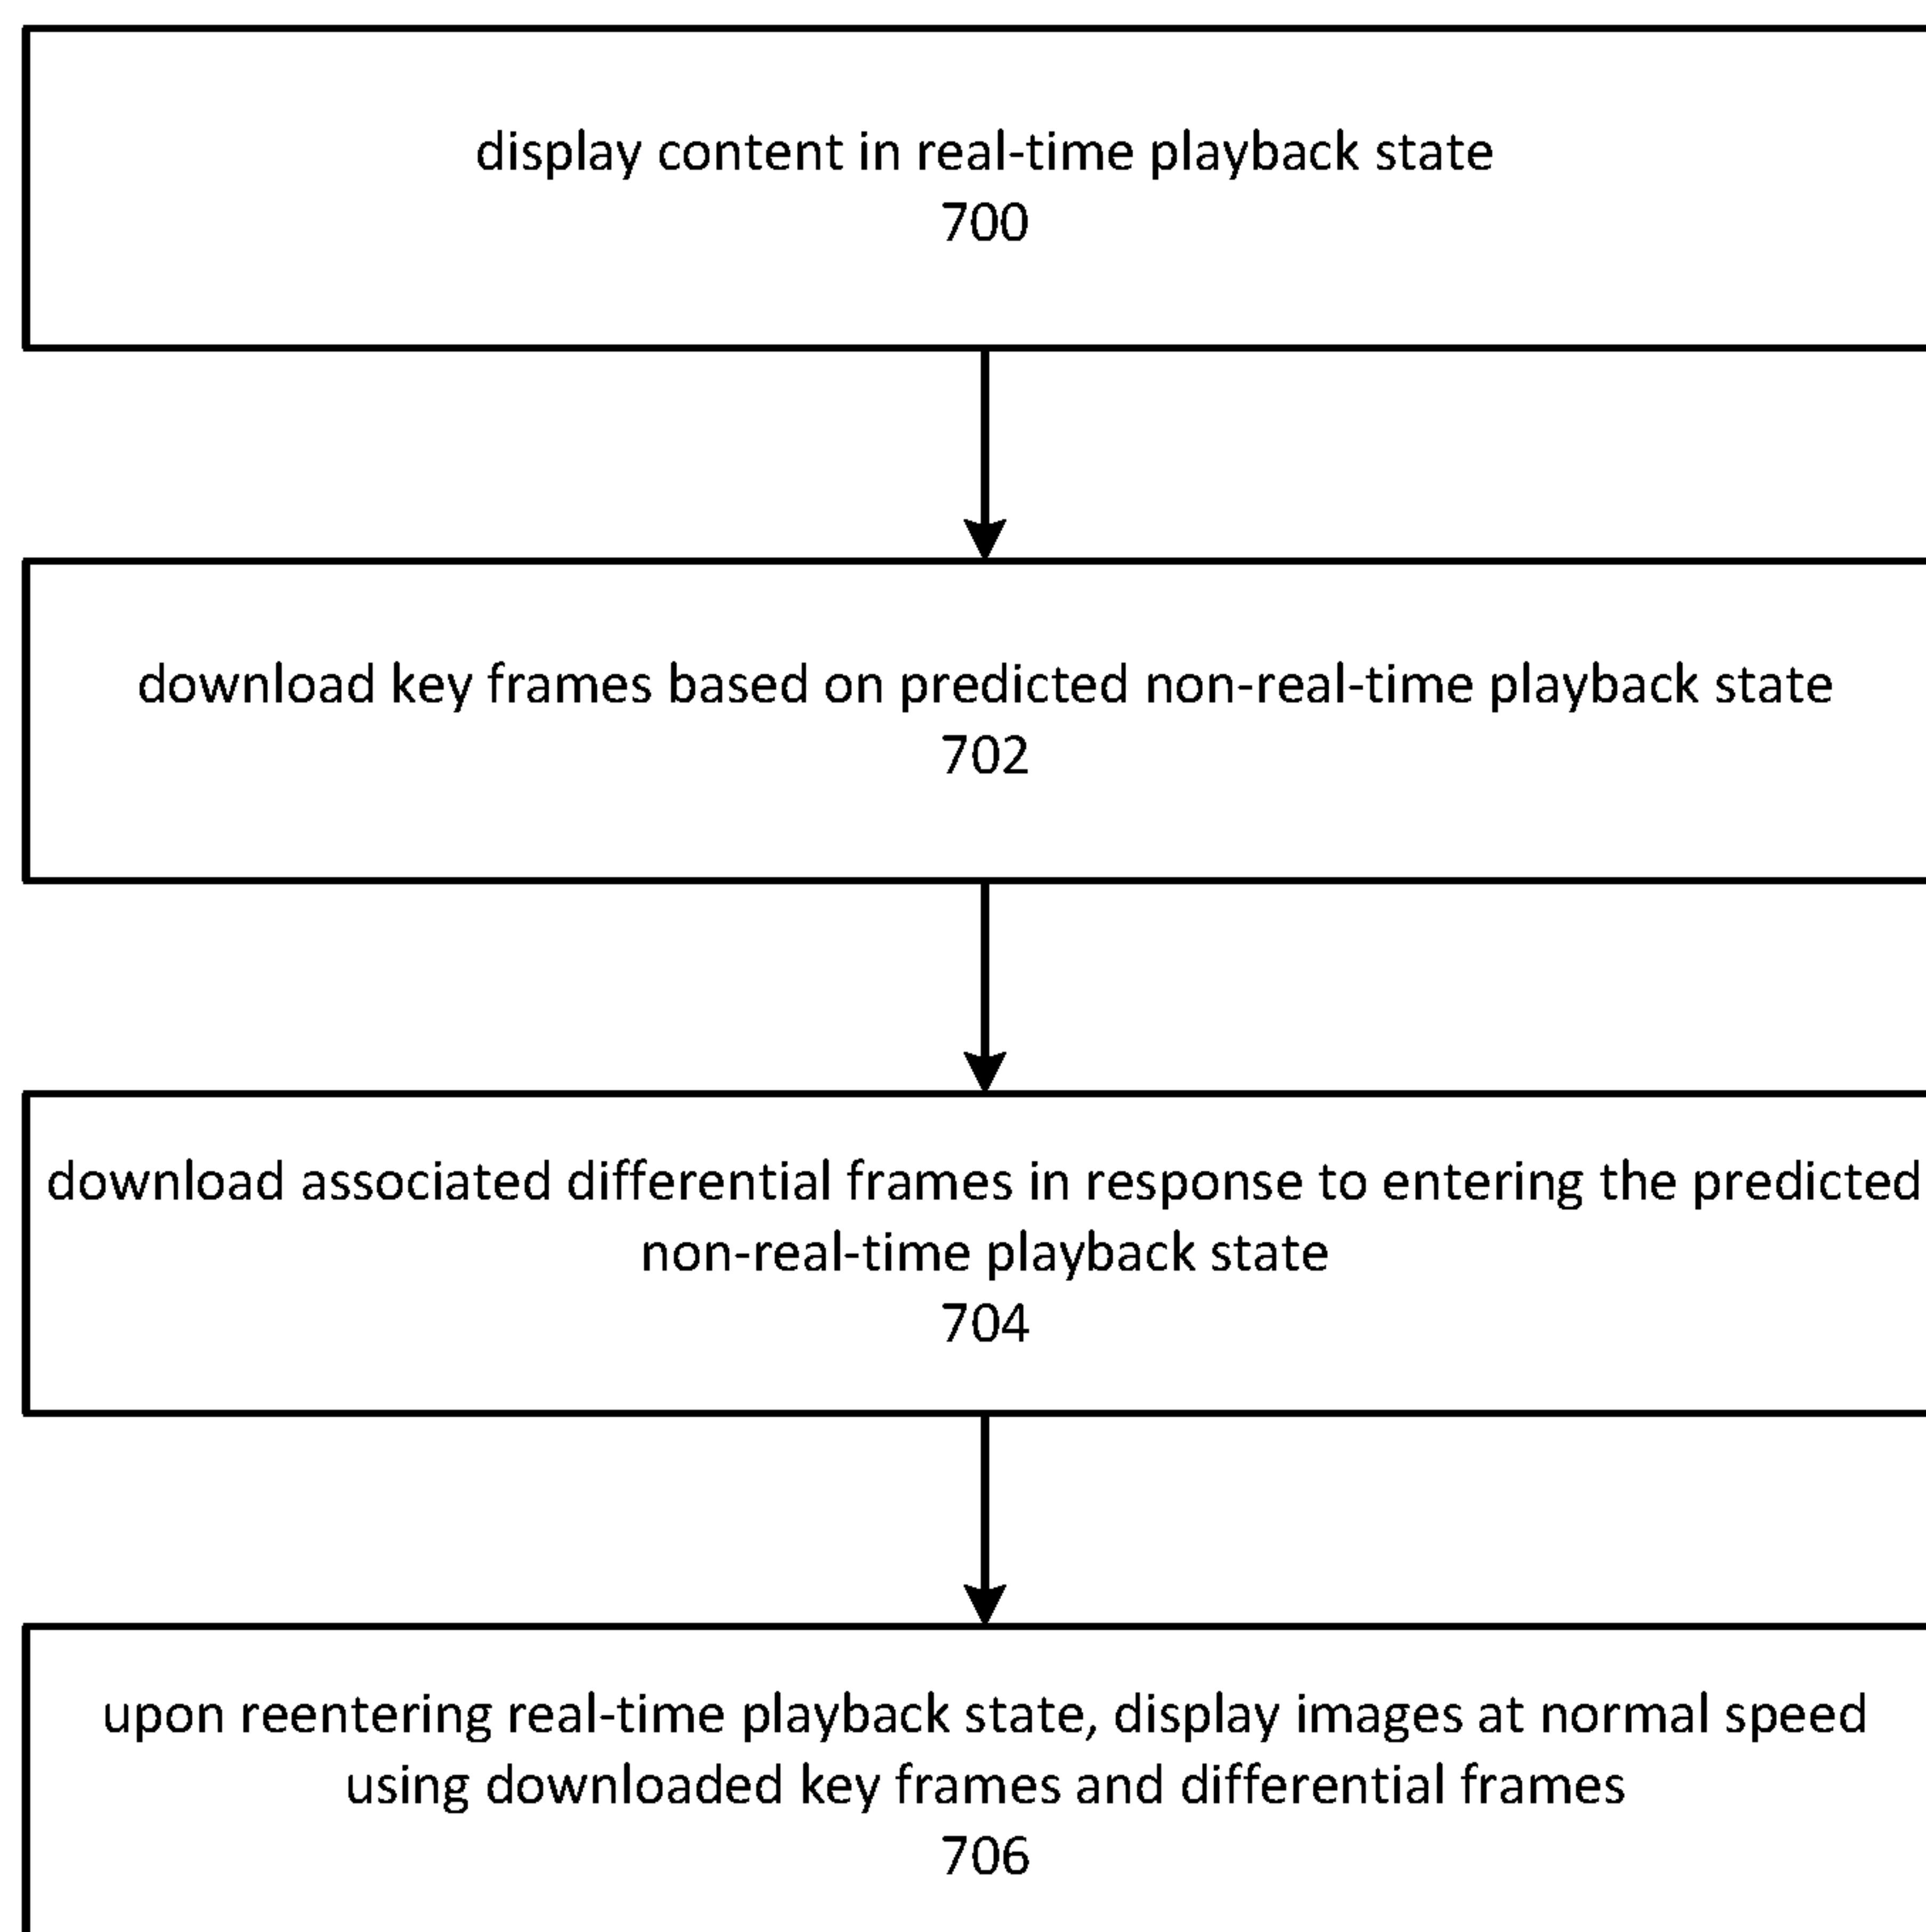 display content in real-time playback state
700
download key frames based on predicted non-real-time playback state
702
download associated differential frames in response to entering the predicted
non-real-time playback state
704
upon reentering real-time playback state, display images at normal speed
using downloaded key frames and differential frames
706